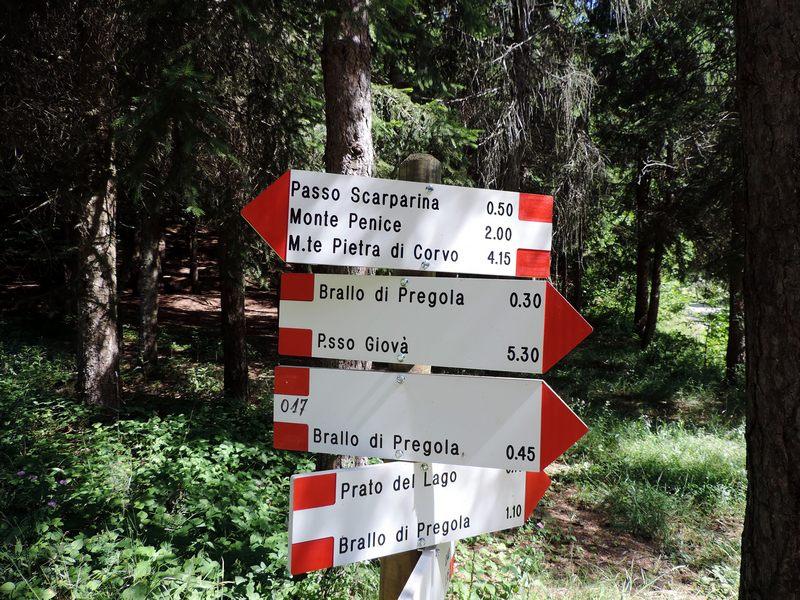 Passo Scarparina 0.50
Monte Penice 2.00
M.te Pietra di Corvo 4.15
Brallo di Pregola 0.30
P.sso Giovà 5.30
017
Brallo di Pregola 0.45
Prato del Lago
Brallo di Pregola 1.10